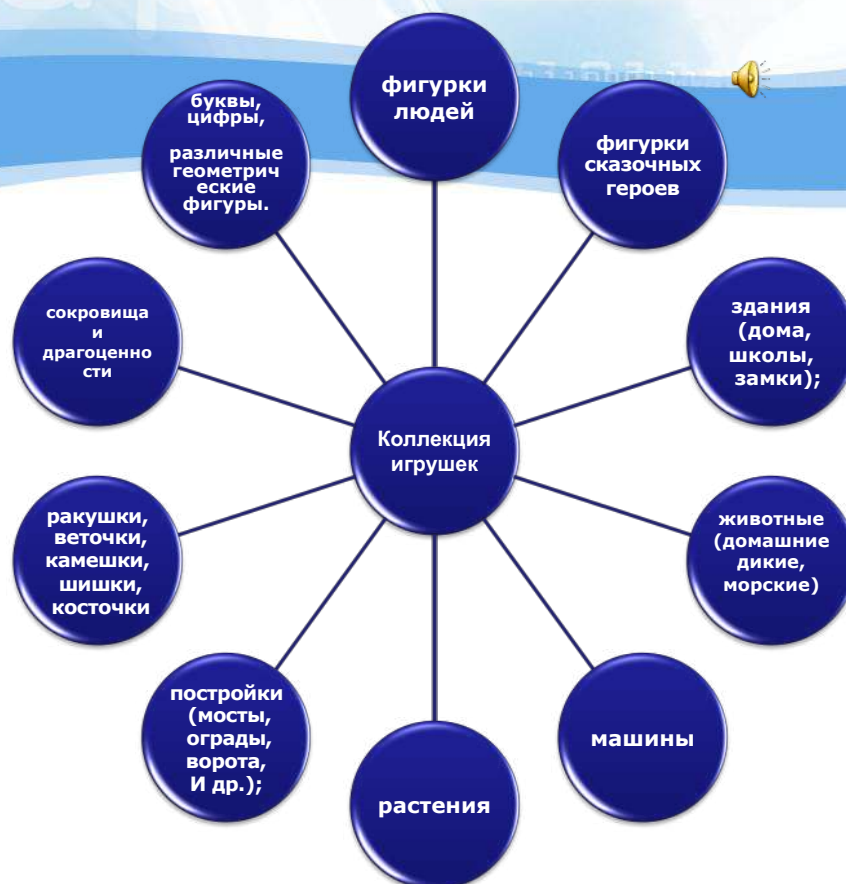 фигурки
людей
фигурки
сказочных
героев
здания
(дома,
школы,
замки);
животные
(домашние
дикие,
морские)
машины
растения
постройки
(мосты,
ограды,
ворота,
И др.);
ракушки,
веточки,
камешки,
шишки,
косточки
сокровища
и
драгоценно
сти
буквы,
цифры,
различные
геометрич
еские
фигуры.
Коллекция
игрушек